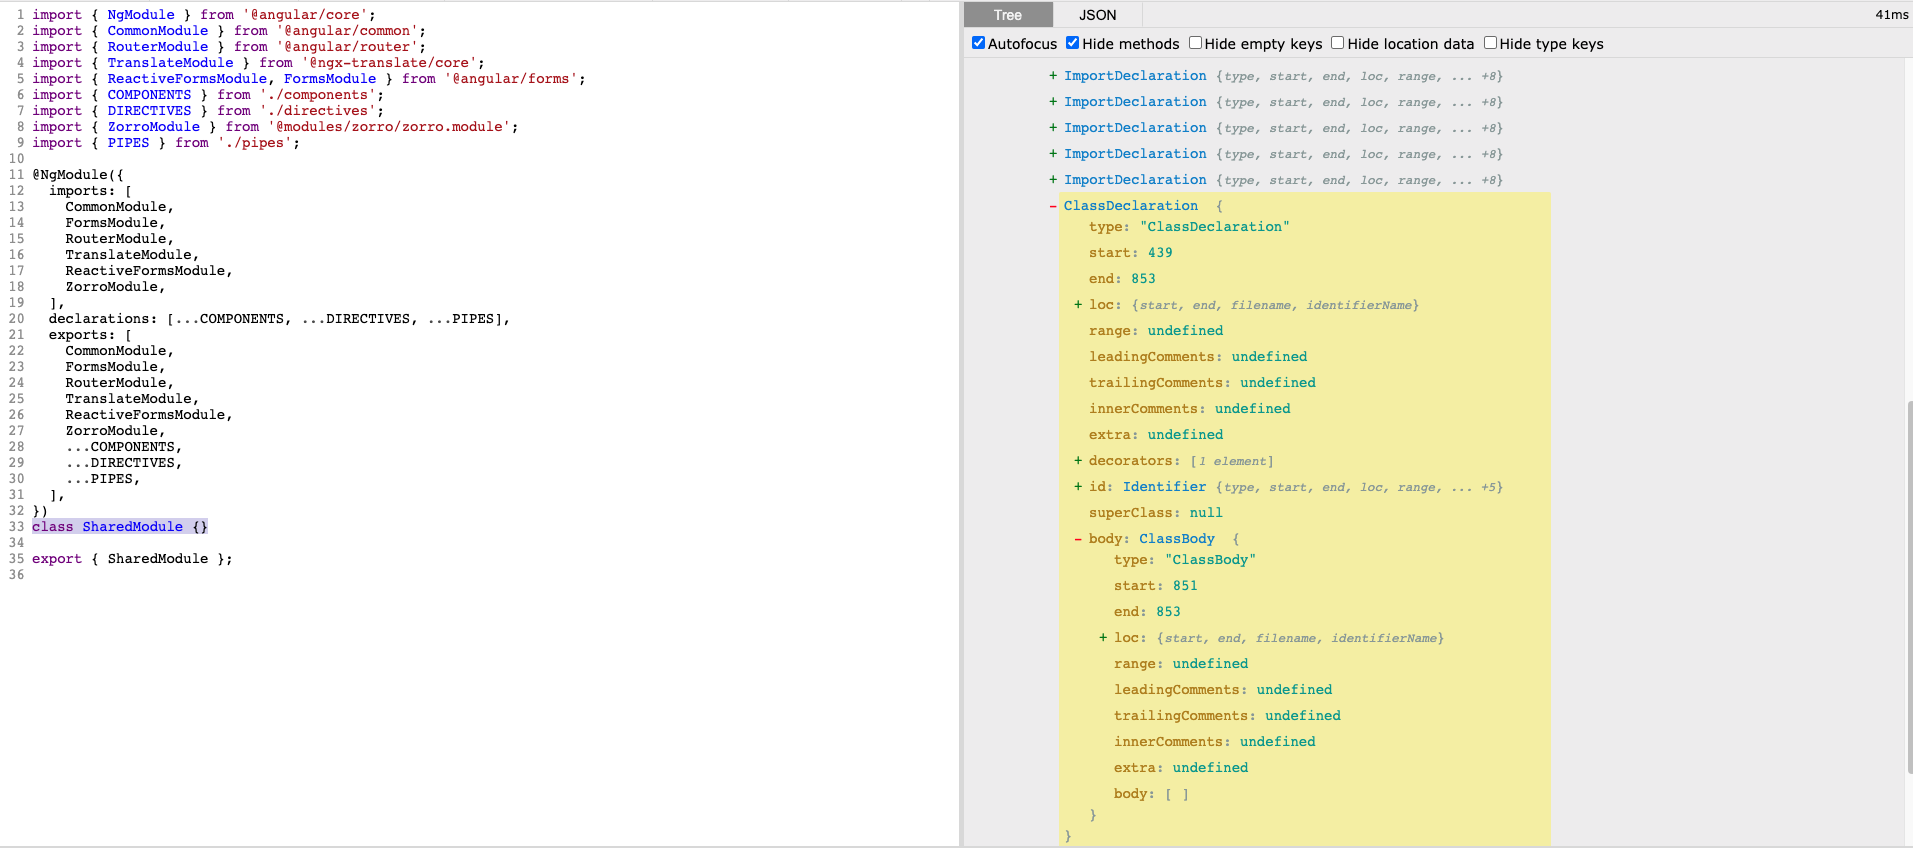 1 import { NgModule } from '@angular/core';
2 import { CommonModule } from '@angular/common';
3 import { RouterModule } from '@angular/router';
4 import { TranslateModule } from '@ngx-translate/core';
5 import { ReactiveFormsModule, FormsModule } from '@angular/forms';
6 import { COMPONENTS } from './components';
7 import { DIRECTIVES } from './directives';
8 import { ZorroModule } from '@modules/zorro/zorro.module';
9 import { PIPES } from './pipes';
10
11 @NgModule({
12   imports: [
13     CommonModule,
14     FormsModule,
15     RouterModule,
16     TranslateModule,
17     ReactiveFormsModule,
18     ZorroModule,
19   ],
20   declarations: [...COMPONENTS, ...DIRECTIVES, ...PIPES],
21   exports: [
22     CommonModule,
23     FormsModule,
24     RouterModule,
25     TranslateModule,
26     ReactiveFormsModule,
27     ZorroModule,
28     ...COMPONENTS,
29     ...DIRECTIVES,
30     ...PIPES,
31   ],
32 })
33 class SharedModule {}
34
35 export { SharedModule };
36
Tree JSON 41ms
Autofocus Hide methods Hide empty keys Hide location data Hide type keys
+ ImportDeclaration {type, start, end, loc, range, ... +8}
+ ImportDeclaration {type, start, end, loc, range, ... +8}
+ ImportDeclaration {type, start, end, loc, range, ... +8}
+ ImportDeclaration {type, start, end, loc, range, ... +8}
+ ImportDeclaration {type, start, end, loc, range, ... +8}
- ClassDeclaration {
type: "ClassDeclaration"
start: 439
end: 853
+ loc: {start, end, filename, identifierName}
range: undefined
leadingComments: undefined
trailingComments: undefined
innerComments: undefined
extra: undefined
+ decorators: [1 element]
+ id: Identifier {type, start, end, loc, range, ... +5}
superClass: null
- body: ClassBody {
type: "ClassBody"
start: 851
end: 853
+ loc: {start, end, filename, identifierName}
range: undefined
leadingComments: undefined
trailingComments: undefined
innerComments: undefined
extra: undefined
body: [ ]
}
}